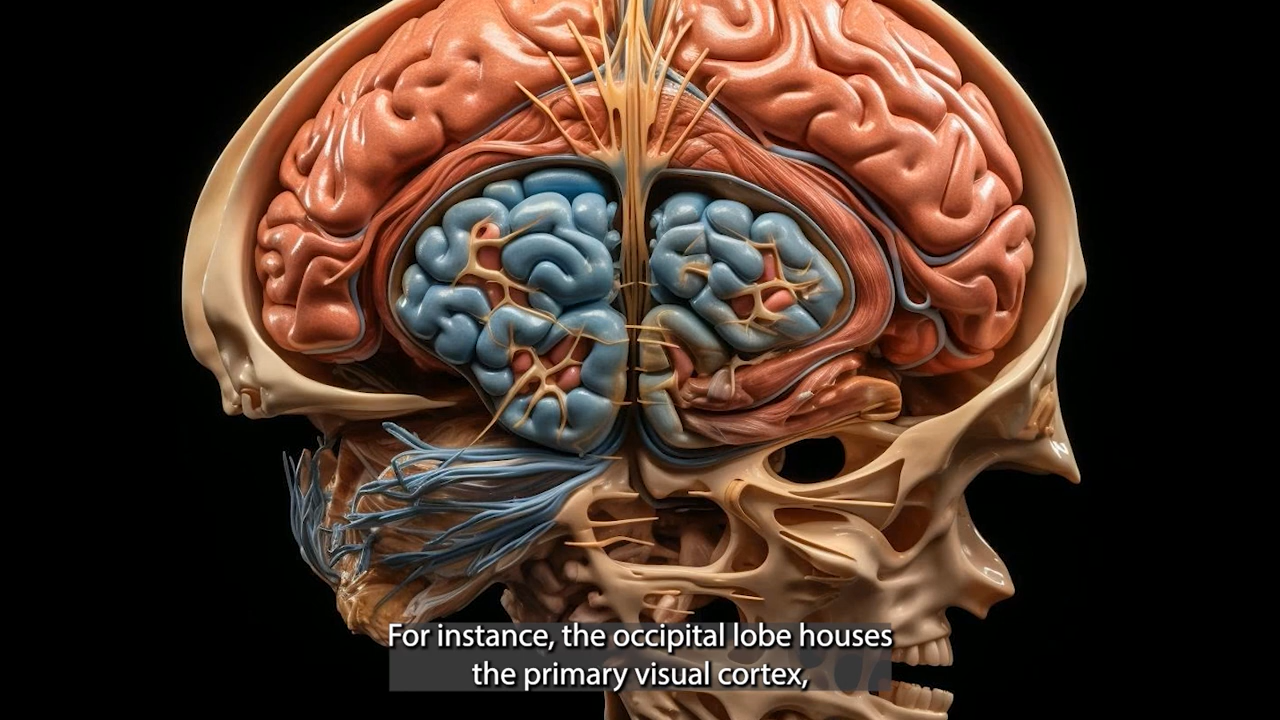 For instance, the occipital lobe houses
the primary visual cortex,